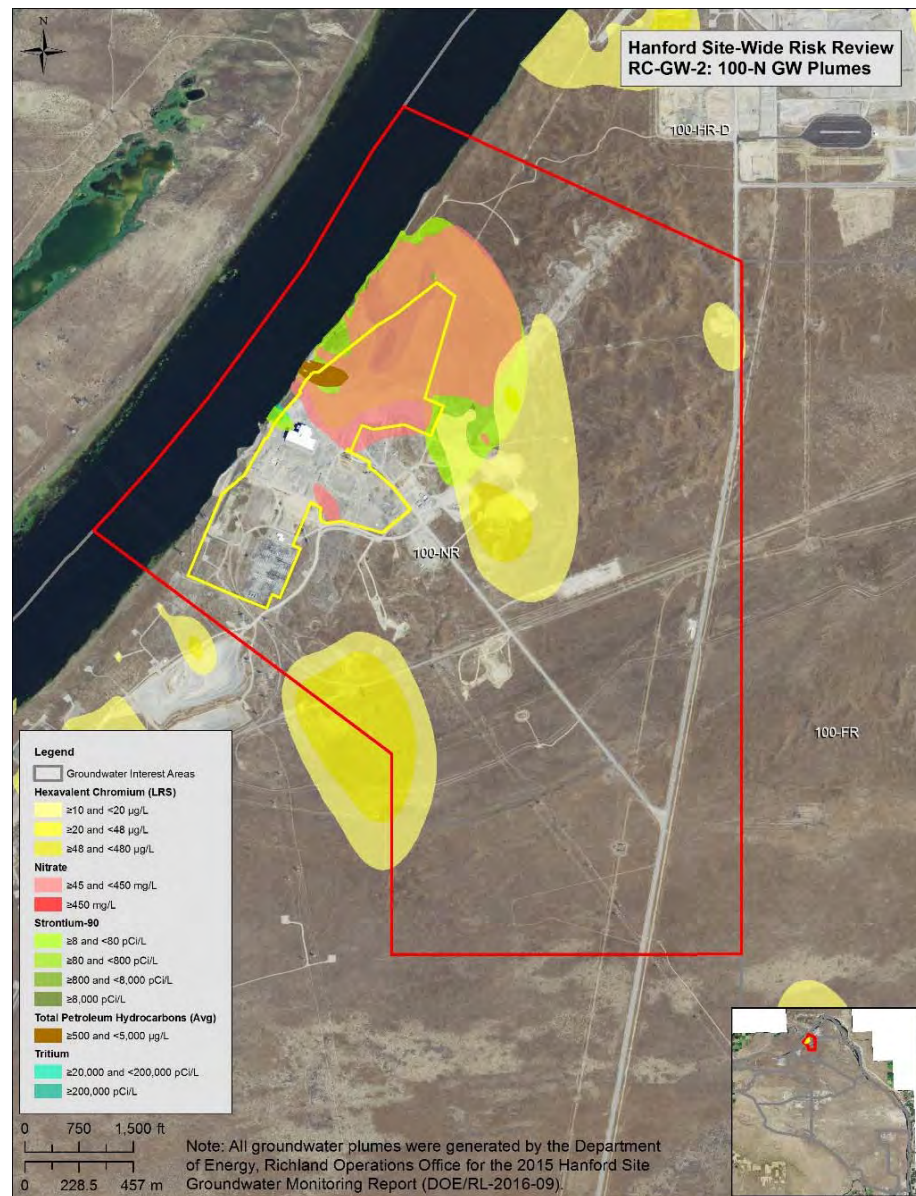 N
Hanford Site-Wide Risk Review
RC-GW-2: 100-N GW Plumes
100-HR-D
100-NR
100-FR
Legend
Groundwater Interest Areas
Hexavalent Chromium (LRS)
≥10 and <20 µg/L
≥20 and <48 µg/L
≥48 and <480 µg/L
Nitrate
≥45 and <450 mg/L
≥450 mg/L
Strontium-90
≥8 and <80 pCi/L
≥80 and <800 pCi/L
≥800 and <8,000 pCi/L
≥8,000 pCi/L
Total Petroleum Hydrocarbons (Avg)
≥500 and <5,000 µg/L
Tritium
≥20,000 and <200,000 pCi/L
≥200,000 pCi/L
0 750 1,500 ft
0 228.5 457 m
Note: All groundwater plumes were generated by the Department
of Energy, Richland Operations Office for the 2015 Hanford Site
Groundwater Monitoring Report (DOE/RL-2016-09).